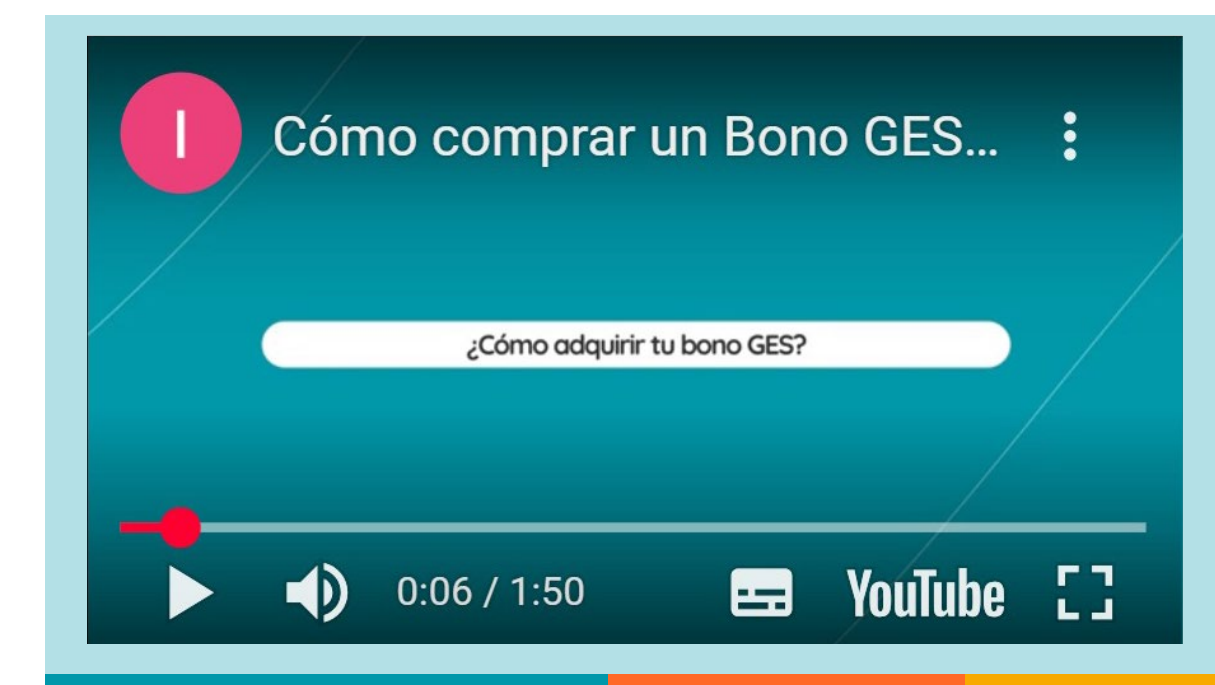 I
Cómo comprar un Bono GES...
¿Cómo adquirir tu bono GES?
0:06 / 1:50
YouTube